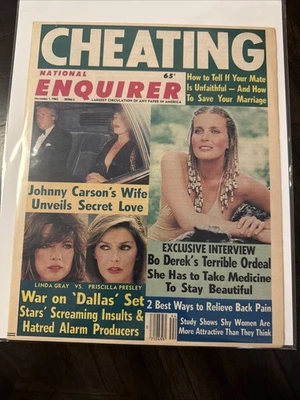 CHEATING
NATIONAL
ENQUIRER
65¢
LARGEST CIRCULATION OF ANY PAPER IN AMERICA
How to Tell If Your Mate
Is Unfaithful — And How
To Save Your Marriage
Johnny Carson's Wife
Unveils Secret Love
LINDA GRAY VS. PRISCILLA PRESLEY
War on 'Dallas' Set
Stars' Screaming Insults &
Hatred Alarm Producers
EXCLUSIVE INTERVIEW
Bo Derek's Terrible Ordeal
She Has to Take Medicine
To Stay Beautiful
2 Best Ways to Relieve Back Pain
Study Shows Shy Women Are
More Attractive Than They Think